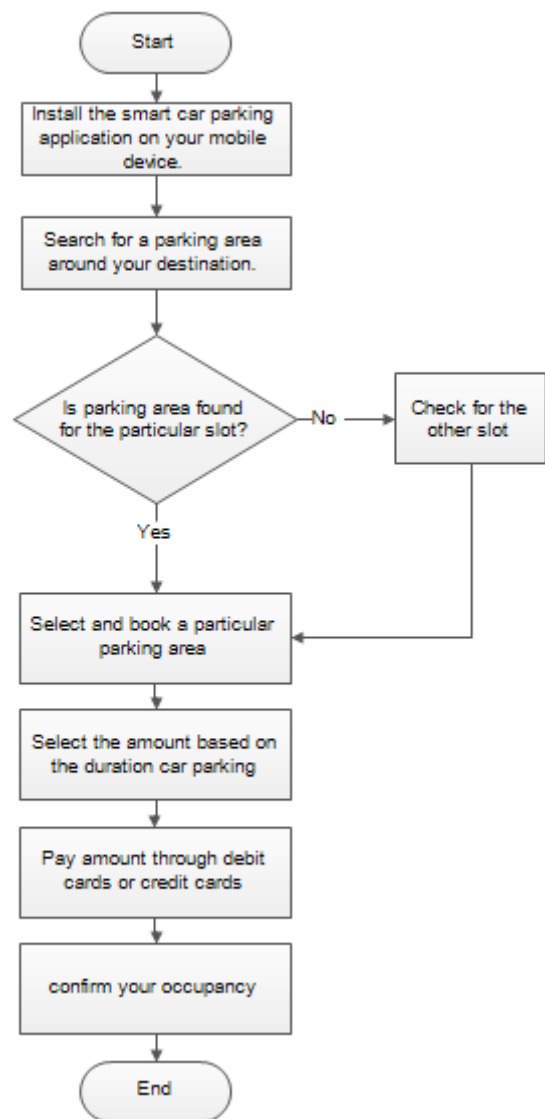 Start
Install the smart car parking
application on your mobile
device.
Search for a parking area
around your destination.
Is parking area found
for the particular slot?
No
Check for the
other slot
Yes
Select and book a particular
parking area
Select the amount based on
the duration car parking
Pay amount through debit
cards or credit cards
confirm your occupancy
End